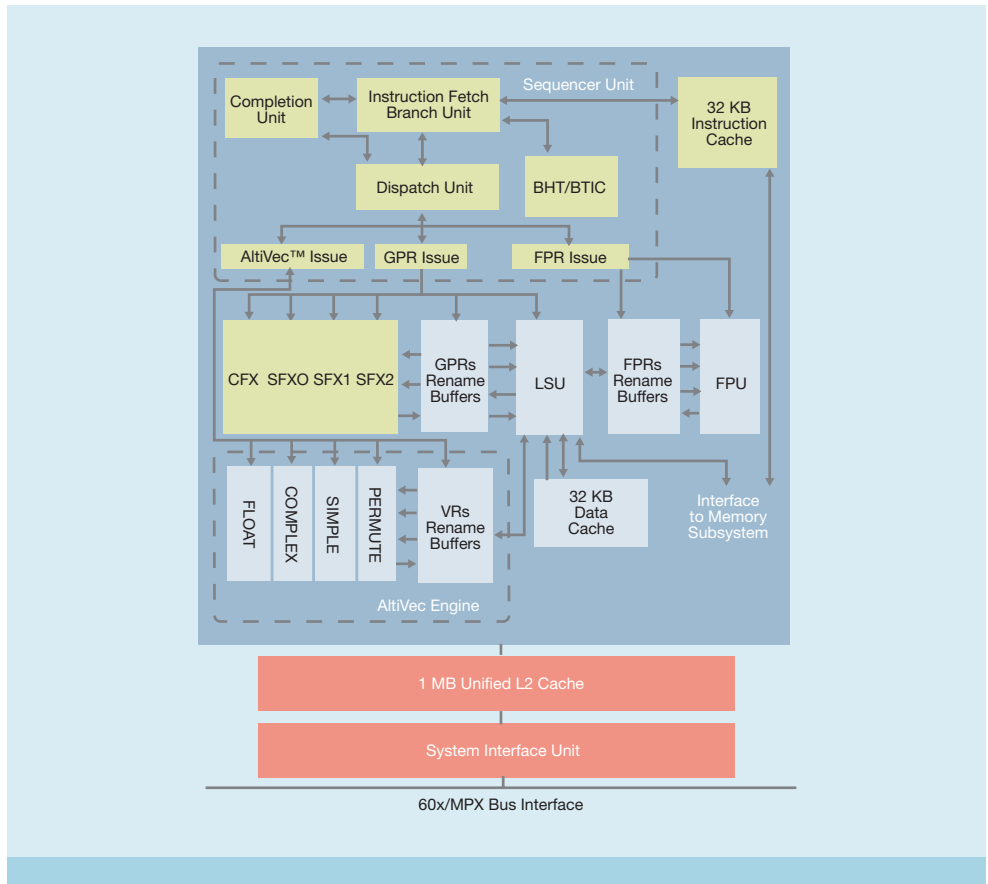 Sequencer Unit
Completion
Unit
Instruction Fetch
Branch Unit
32 KB
Instruction
Cache
Dispatch Unit
BHT/BTIC
AltiVec™ Issue
GPR Issue
FPR Issue
CFX SFXO SFX1 SFX2
GPRs
Rename
Buffers
LSU
FPRs
Rename
Buffers
FPU
FLOAT
COMPLEX
SIMPLE
PERMUTE
VRs
Rename
Buffers
32 KB
Data
Cache
Interface
to Memory
Subsystem
AltiVec Engine
1 MB Unified L2 Cache
System Interface Unit
60x/MPX Bus Interface